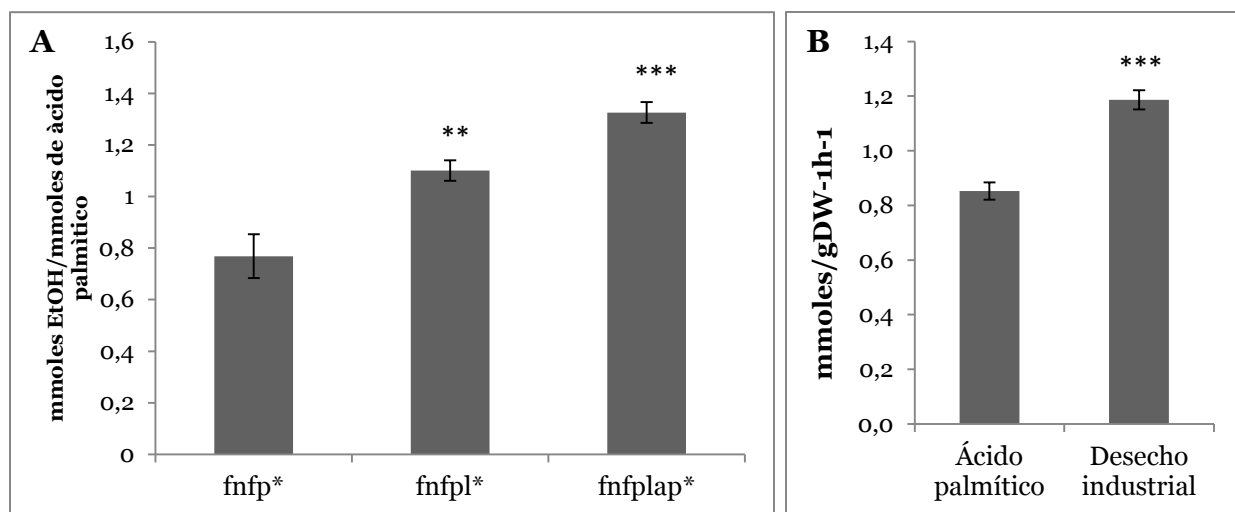 A
mmoles EtOH/mmoles de àcido
palmìtico
1,6
1,4
1,2
1
0,8
0,6
0,4
0,2
0
**
***
fnfp*
fnfpl*
fnfplap*
B
mmoles/gDW-1h-1
1,4
1,2
1,0
0,8
0,6
0,4
0,2
0,0
***
Ácido
palmítico
Desecho
industrial